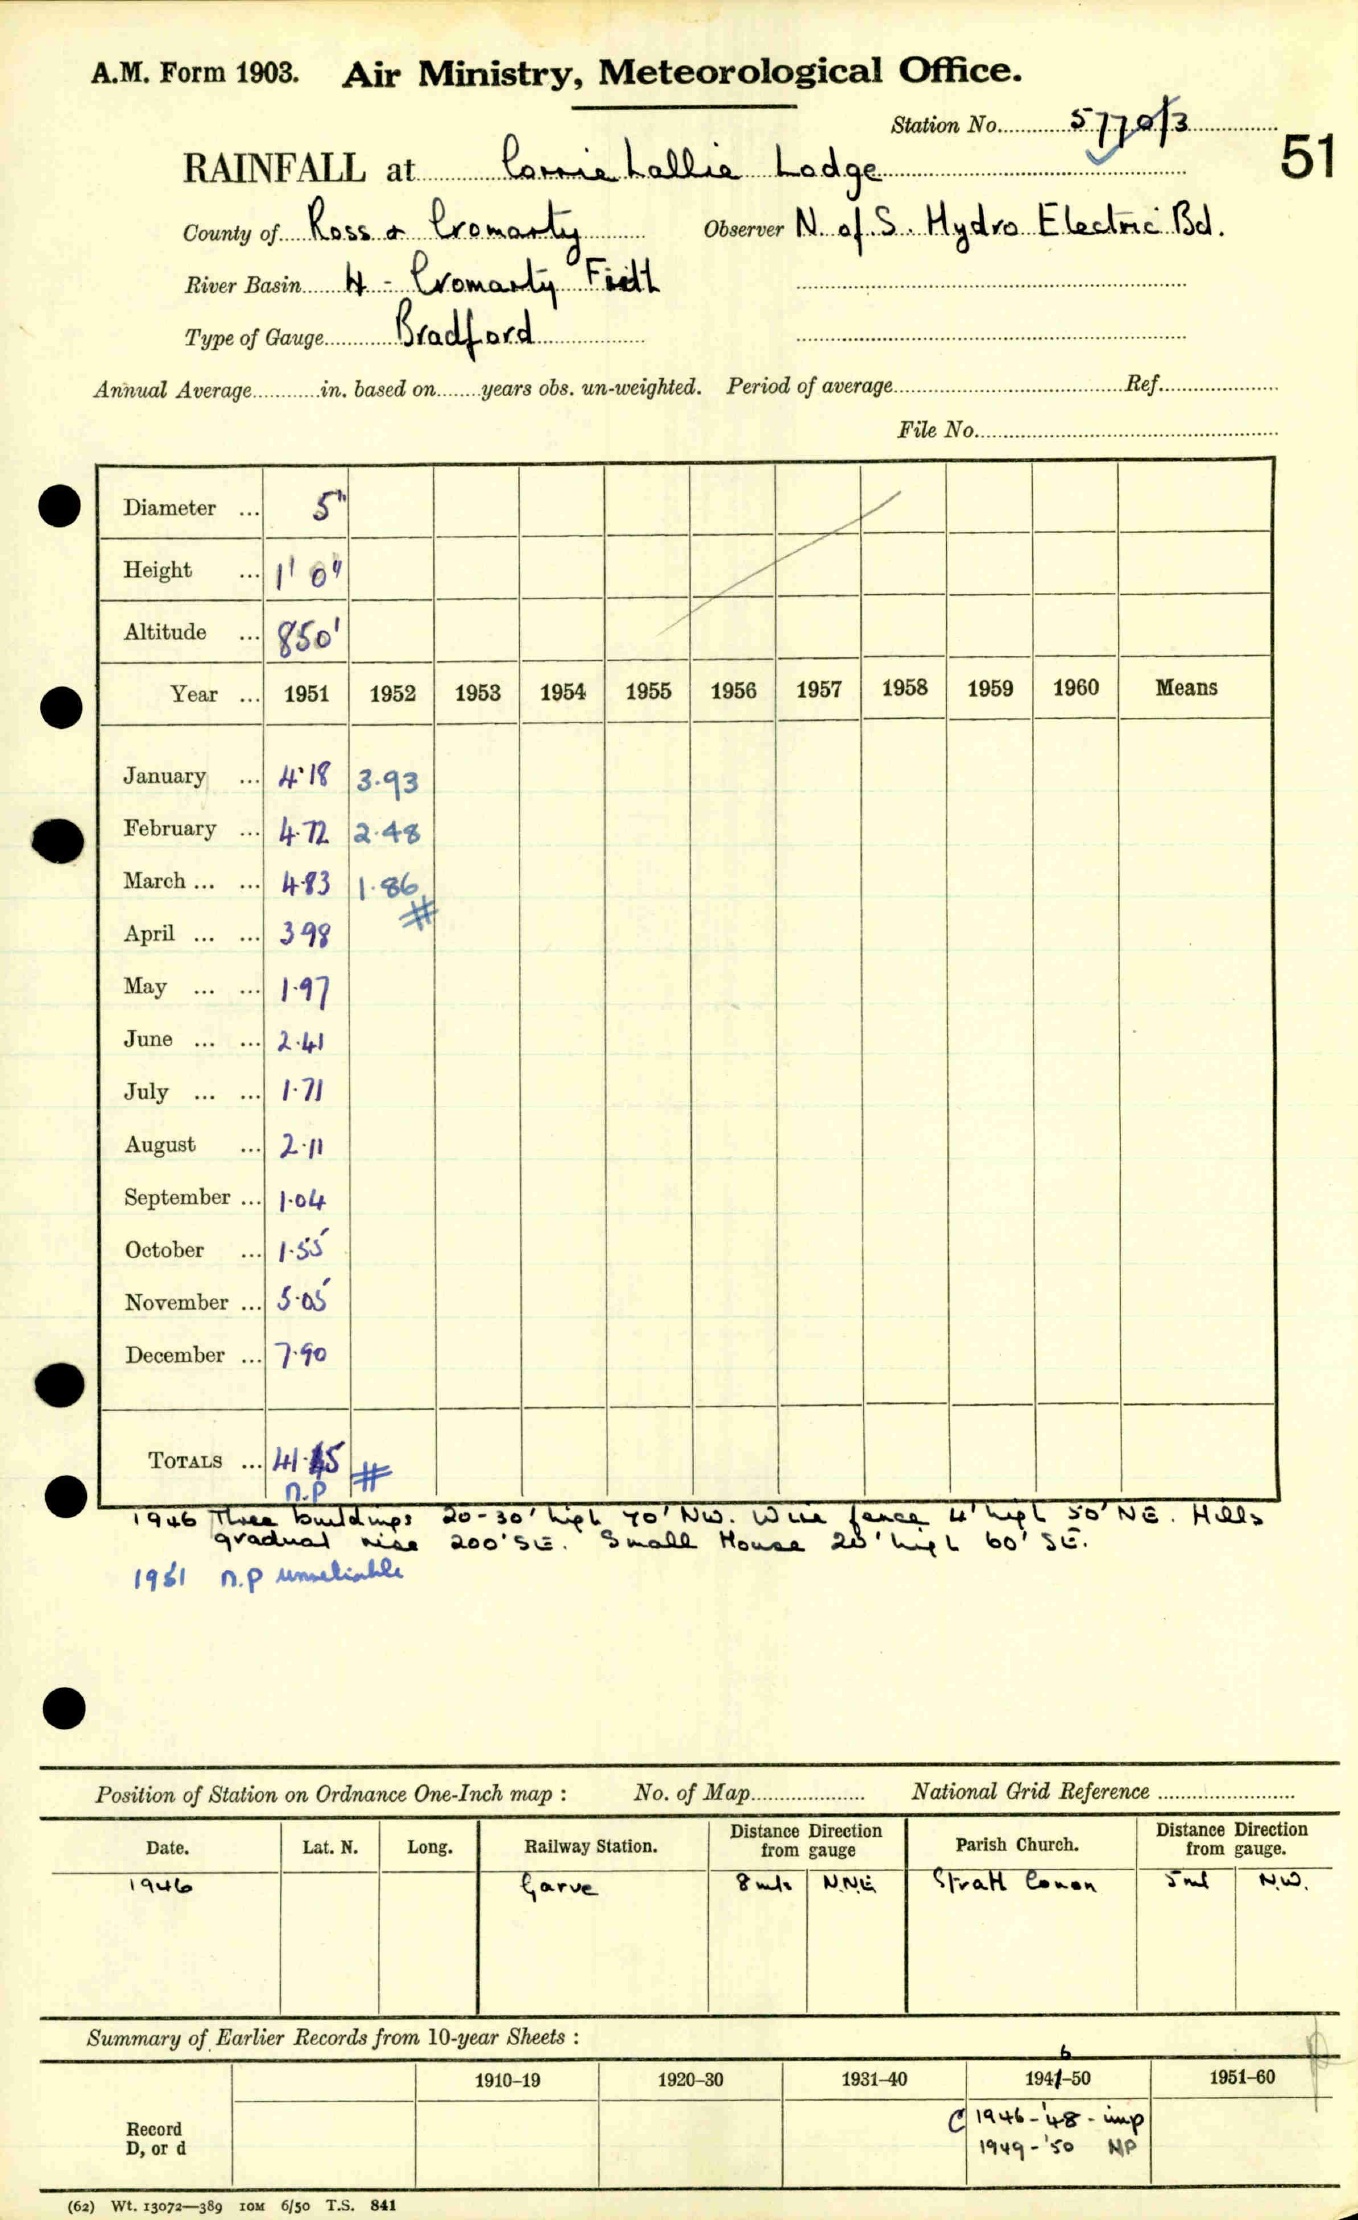 A.M. Form 1903. Air Ministry, Meteorological Office.
Station No. 5770/3
51
RAINFALL at CorrieLallie Lodge
County of Ross & Cromarty Observer N. of S. Hydro Electric Bd.
River Basin H - Cromarty Firth
Type of Gauge Bradford
Annual Average in. based on years obs. un-weighted. Period of average Ref.
File No.
Diameter ... 5"
Height ... 1' 0"
Altitude ... 850'
Year ... 1951 1952 1953 1954 1955 1956 1957 1958 1959 1960 Means
January ... 4.18 3.93
February ... 4.72 2.48
March ... ... 4.83 1.86
#
April ... ... 3.98
May ... ... 1.97
June ... ... 2.41
July ... ... 1.71
August ... 2.11
September ... 1.04
October ... 1.55
November ... 5.05
December ... 7.90
TOTALS ... 41.45 #
n.p
1946 Three buildings 20-30' high 70' NW. Wire fence 4' high 50' NE. Hills
gradual rise 200' SE. Small House 20' high 60' SE.
1951 n.p unreliable
Position of Station on Ordnance One-Inch map : No. of Map National Grid Reference
Date. Lat. N. Long. Railway Station. Distance Direction from gauge Parish Church. Distance Direction from gauge.
1946 Garve 8 mls N.N.E Strath Conon 5 ml N.W.
Summary of Earlier Records from 10-year Sheets :
6
1910–19 1920–30 1931–40 1941–50 1951–60
Record
D, or d
C 1946-'48 - imp
1949-'50 NP
(62) Wt. 13072—389 10M 6/50 T.S. 841